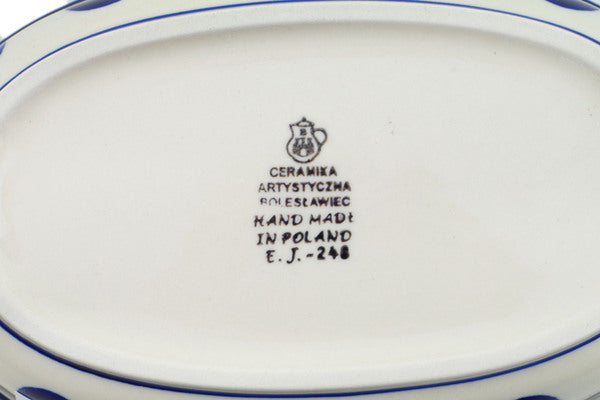 B
CERAMIKA
ARTYSTYCZNA
BOLESŁAWIEC
HAND MADE
IN POLAND
E. J. -248